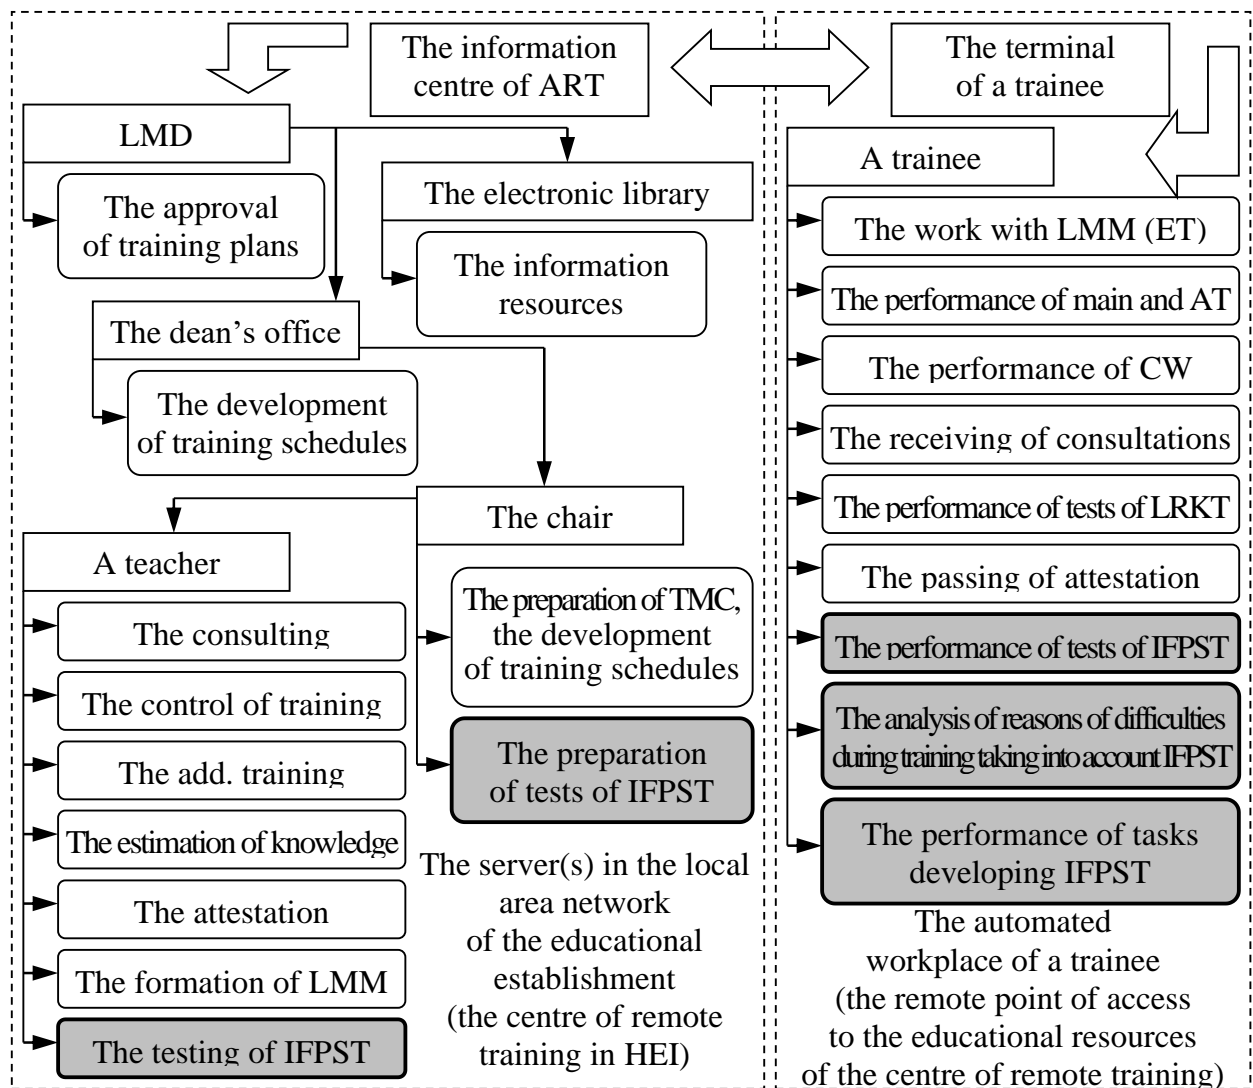 The information
centre of ART
LMD
The approval
of training plans
The electronic library
The information
resources
The dean's office
The development
of training schedules
The chair
A teacher
The consulting
The control of training
The add. training
The estimation of knowledge
The attestation
The formation of LMM
The testing of IFPST
The preparation of TMC,
the development
of training schedules
The preparation
of tests of IFPST
The server(s) in the local
area network
of the educational
establishment
(the centre of remote
training in HEI)
The terminal
of a trainee
A trainee
The work with LMM (ET)
The performance of main and AT
The performance of CW
The receiving of consultations
The performance of tests of LRKT
The passing of attestation
The performance of tests of IFPST
The analysis of reasons of difficulties
during training taking into account IFPST
The performance of tasks
developing IFPST
The automated
workplace of a trainee
(the remote point of access
to the educational resources
of the centre of remote training)